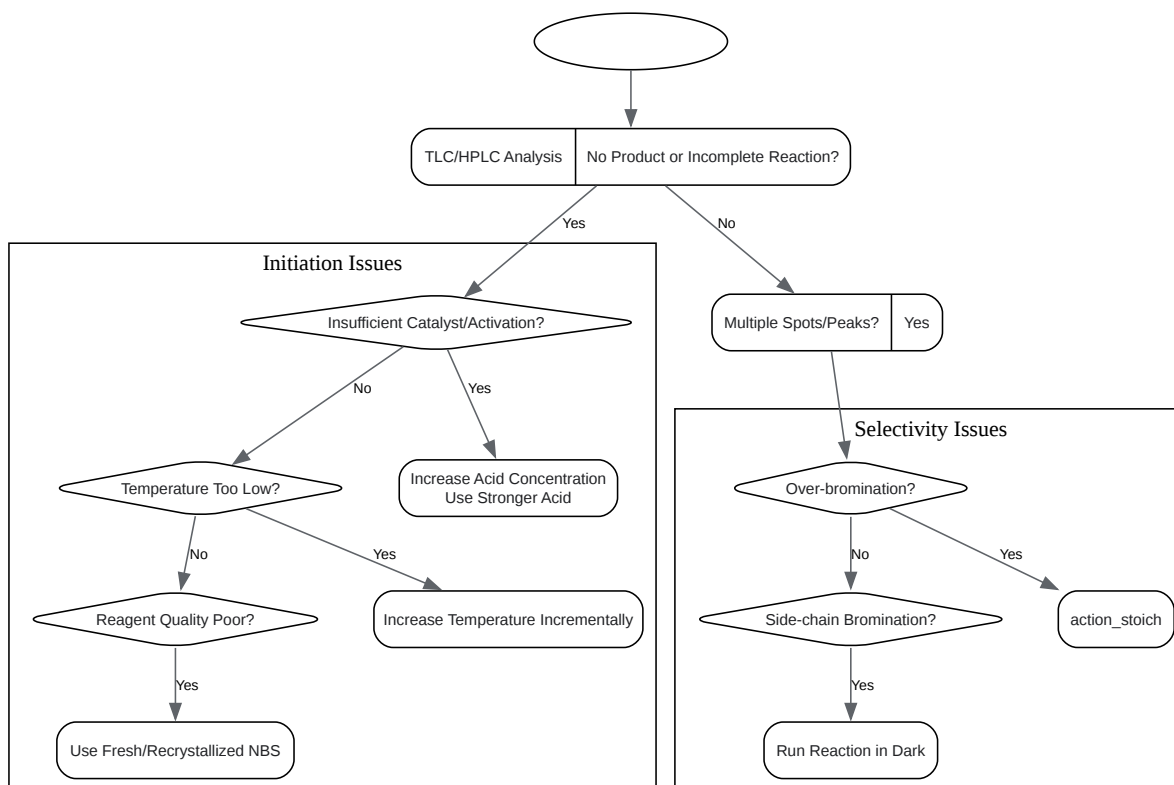 TLC/HPLC Analysis
No Product or Incomplete Reaction?
Yes
No
Initiation Issues
Insufficient Catalyst/Activation?
Multiple Spots/Peaks?
Yes
No
Yes
Selectivity Issues
Temperature Too Low?
Increase Acid Concentration
Use Stronger Acid
Over-bromination?
No
Yes
No
Yes
Reagent Quality Poor?
Increase Temperature Incrementally
Side-chain Bromination?
action_stoich
Yes
Yes
Use Fresh/Recrystallized NBS
Run Reaction in Dark